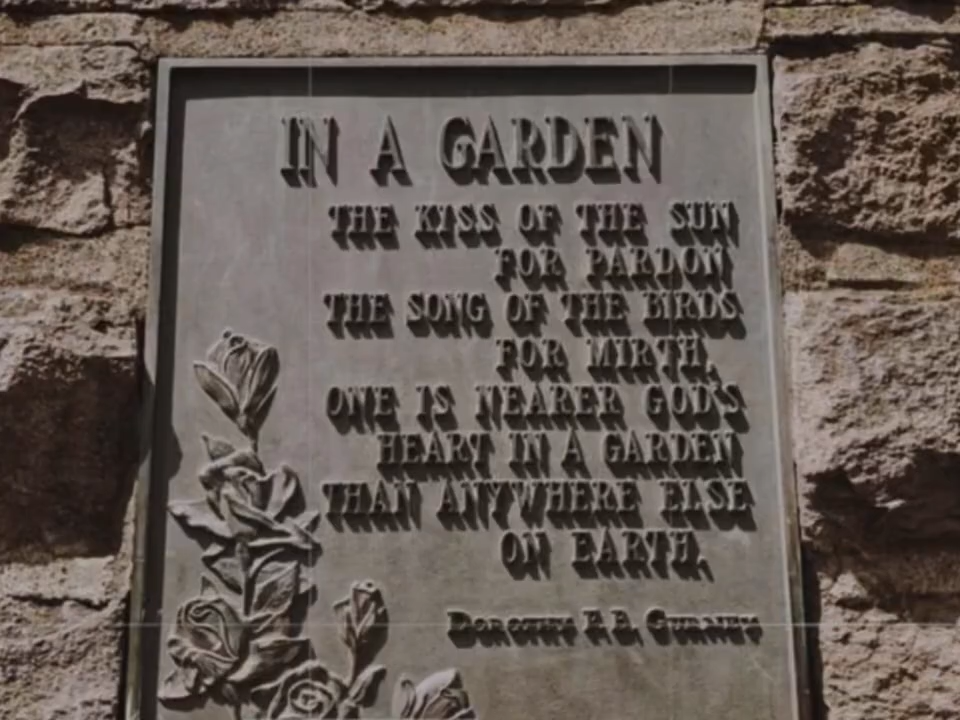 IN A GARDEN
THE KISS OF THE SUN
FOR PARDON
THE SONG OF THE BIRDS
FOR MIRTH,
ONE IS NEARER GOD'S
HEART IN A GARDEN
THAN ANYWHERE ELSE
ON EARTH.
DOROTHY F.B. GURNEY